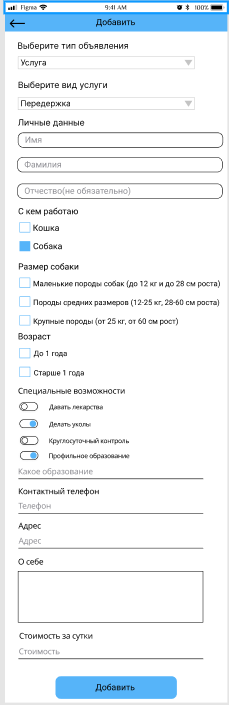 Figma
9:41 AM
100%
Добавить
Выберите тип объявления
Услуга
Выберите вид услуги
Передержка
Личные данные
Имя
Фамилия
Отчество(не обязательно)
С кем работаю
Кошка
Собака
Размер собаки
Маленькие породы собак (до 12 кг и до 28 см роста)
Породы средних размеров (12-25 кг, 28-60 см роста)
Крупные породы (от 25 кг, от 60 см рост)
Возраст
До 1 года
Старше 1 года
Специальные возможности
Давать лекарства
Делать уколы
Круглосуточный контроль
Профильное образование
Какое образование
Контактный телефон
Телефон
Адрес
Адрес
О себе
Стоимость за сутки
Стоимость
Добавить